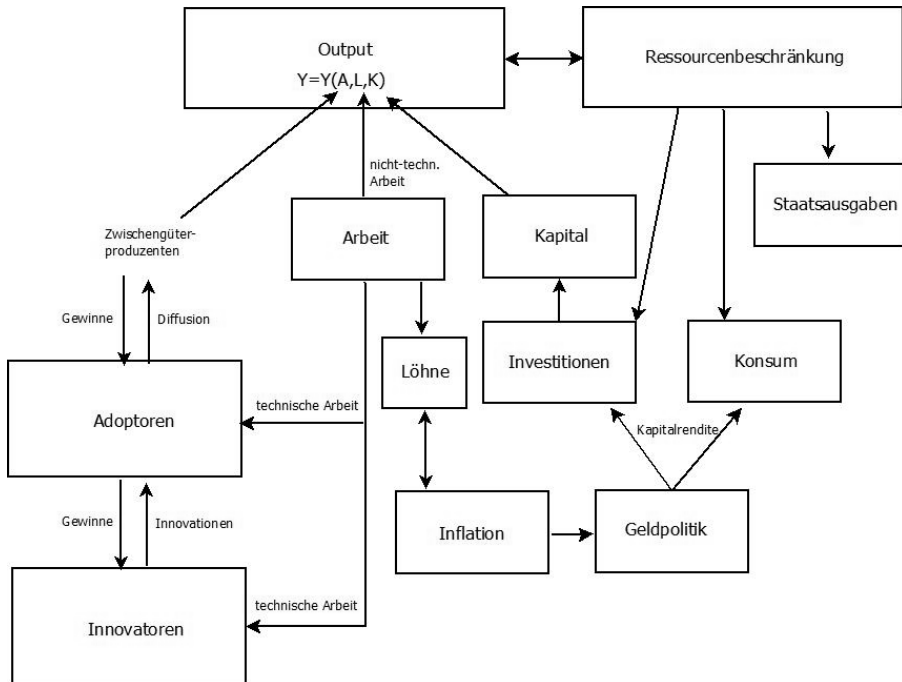 Output
Y=Y(A,L,K)
Ressourcenbeschränkung
nicht-techn.
Arbeit
Staatsausgaben
Arbeit
Kapital
Zwischengüter-
produzenten
Gewinne
Diffusion
Löhne
Investitionen
Konsum
Adoptoren
technische Arbeit
Kapitalrendite
Gewinne
Innovationen
Inflation
Geldpolitik
technische Arbeit
Innovatoren